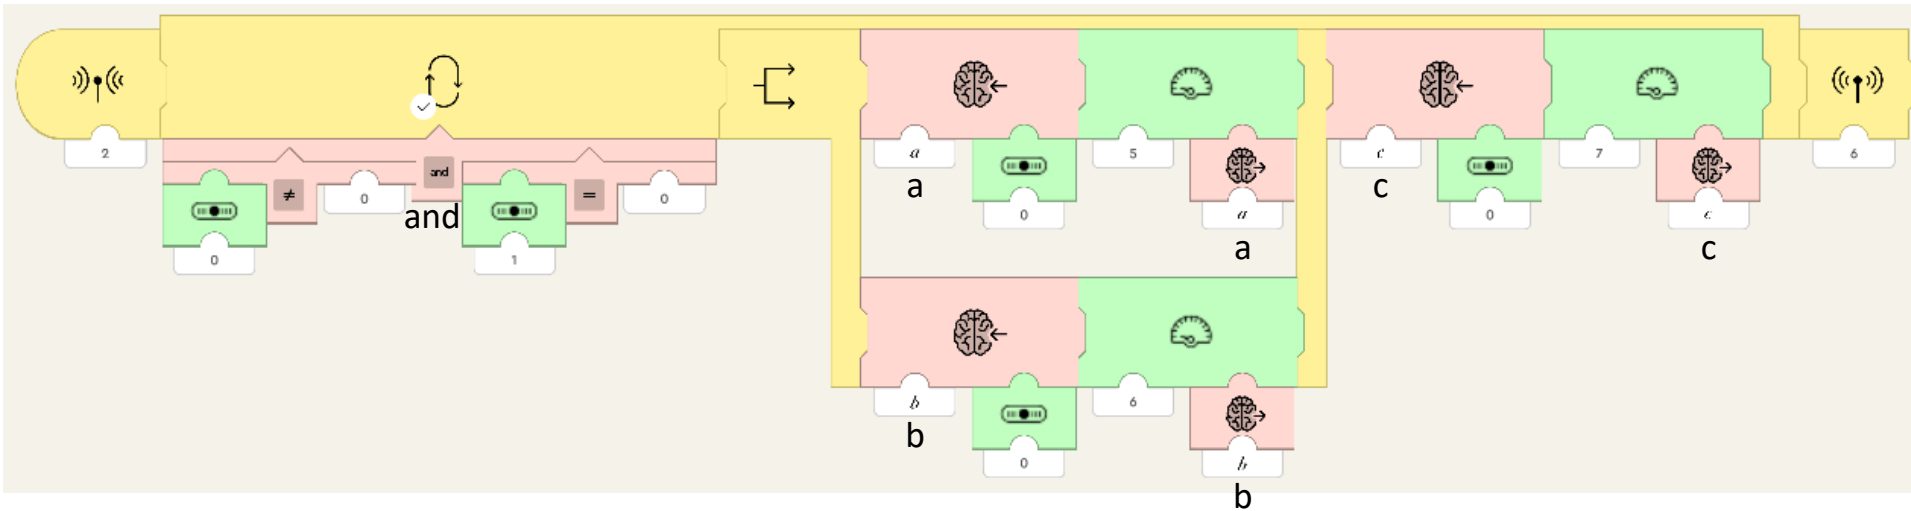 2
≠ 0 and = 0
and
0 1
a 5 c 7 6
a c
0 a 0 c
a c
b 6
b
0 b
b